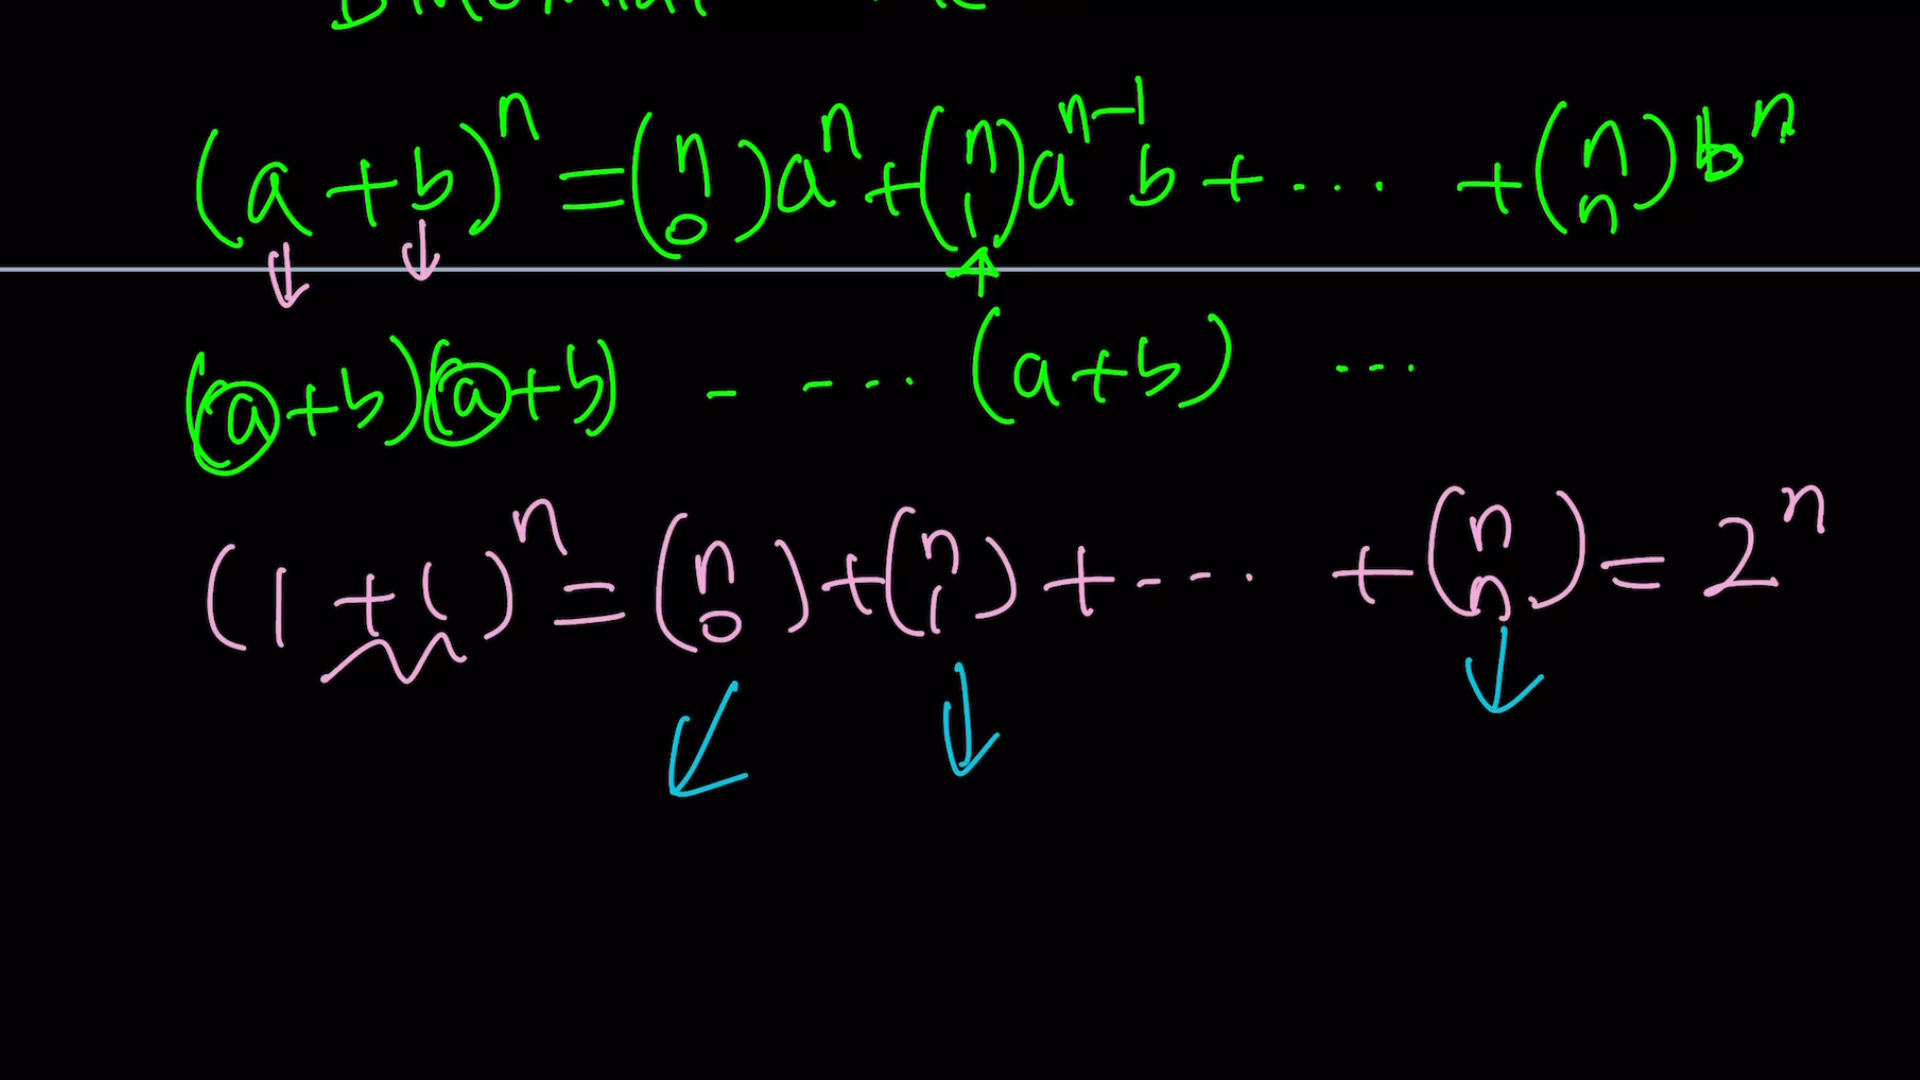 (a + b)^n = (n 0) a^n + (n 1) a^{n-1} b + ... + (n n) b^n
(a+b)(a+b) - - ... (a+b) ...
(1 + 1)^n = (n 0) + (n 1) + - - . + (n n) = 2^n